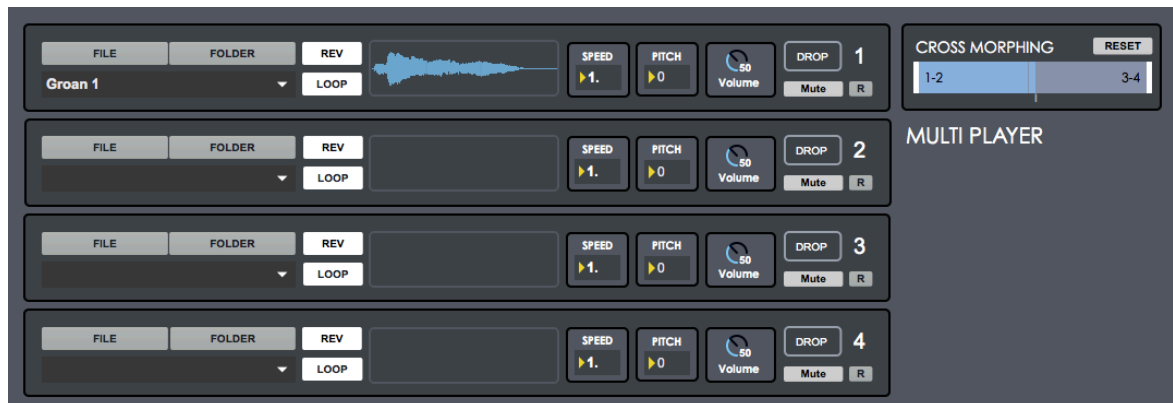 FILE FOLDER REV SPEED PITCH DROP 1
Groan 1 LOOP 1. 0 50 Volume Mute R
FILE FOLDER REV SPEED PITCH DROP 2
LOOP 1. 0 50 Volume Mute R
FILE FOLDER REV SPEED PITCH DROP 3
LOOP 1. 0 50 Volume Mute R
FILE FOLDER REV SPEED PITCH DROP 4
LOOP 1. 0 50 Volume Mute R
CROSS MORPHING RESET
1-2 3-4
MULTI PLAYER